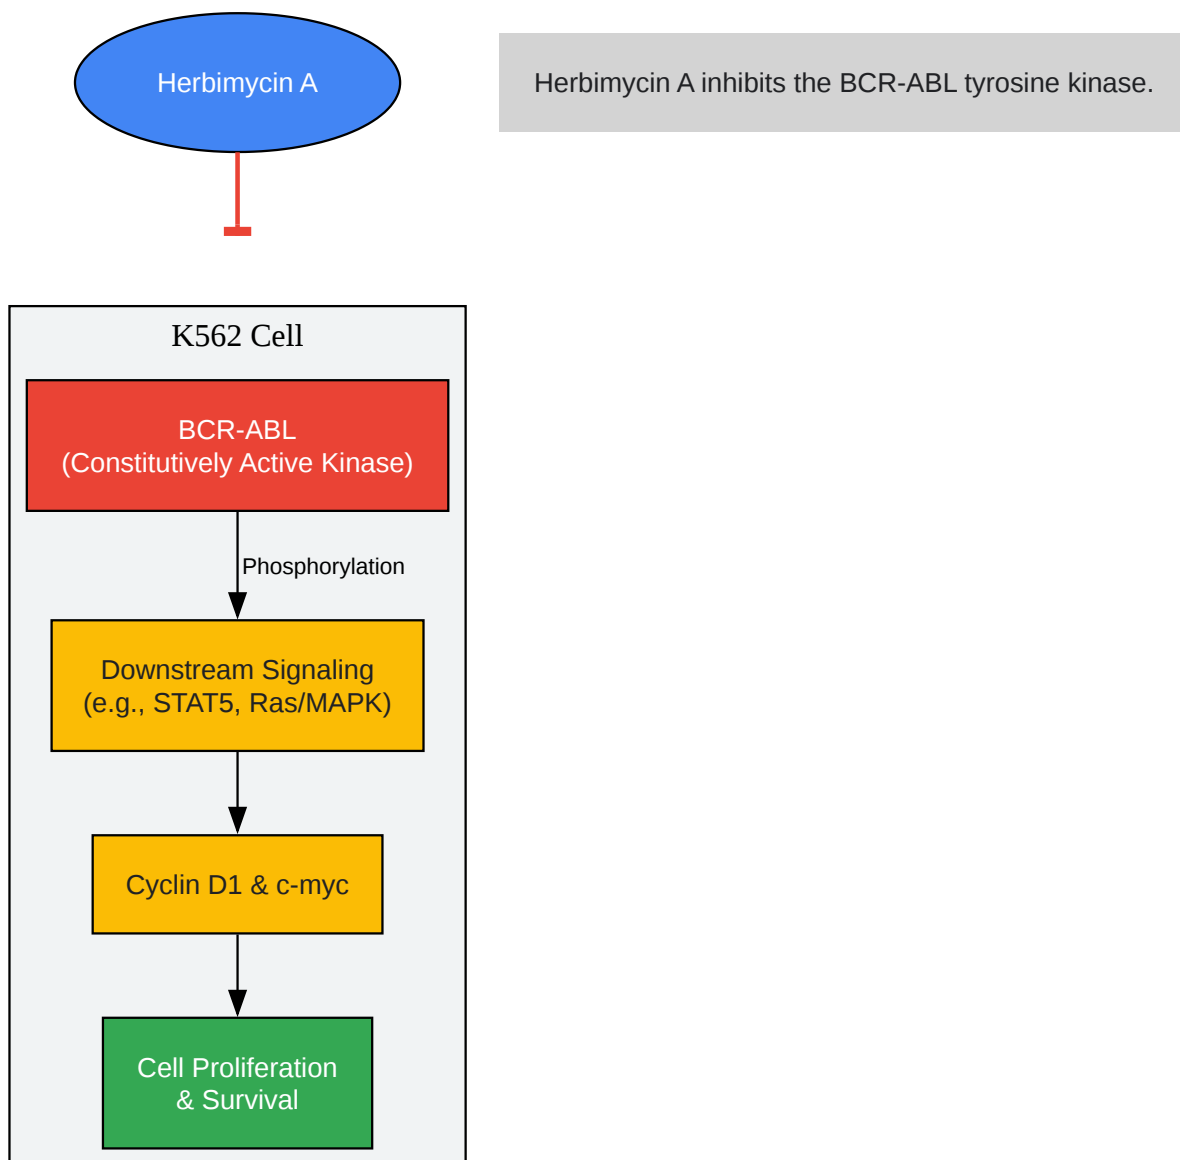 Herbimycin A
Herbimycin A inhibits the BCR-ABL tyrosine kinase.
K562 Cell
BCR-ABL
(Constitutively Active Kinase)
Phosphorylation
Downstream Signaling
(e.g., STAT5, Ras/MAPK)
Cyclin D1 & c-myc
Cell Proliferation
& Survival